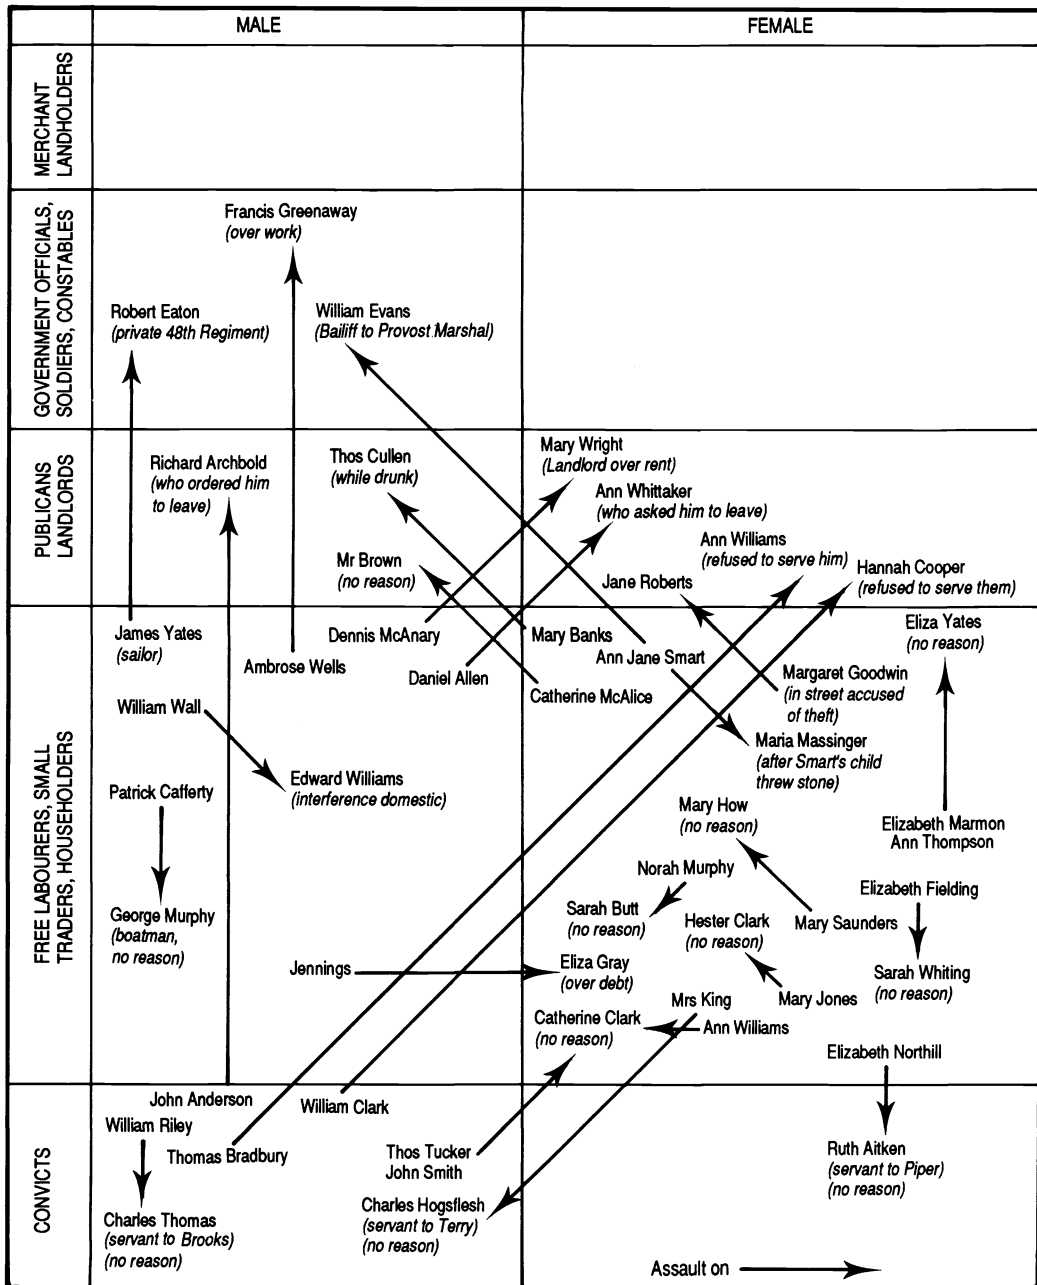 MALE
FEMALE
MERCHANT
LANDHOLDERS
GOVERNMENT OFFICIALS,
SOLDIERS, CONSTABLES
Francis Greenaway
(over work)
Robert Eaton
(private 48th Regiment)
William Evans
(Bailiff to Provost Marshal)
PUBLICANS
LANDLORDS
Richard Archbold
(who ordered him
to leave)
Thos Cullen
(while drunk)
Mr Brown
(no reason)
Mary Wright
(Landlord over rent)
Ann Whittaker
(who asked him to leave)
Ann Williams
(refused to serve him)
Jane Roberts
Hannah Cooper
(refused to serve them)
FREE LABOURERS, SMALL
TRADERS, HOUSEHOLDERS
James Yates
(sailor)
Ambrose Wells
Dennis McAnary
Daniel Allen
Mary Banks
Ann Jane Smart
Catherine McAlice
Eliza Yates
(no reason)
Margaret Goodwin
(in street accused
of theft)
William Wall
Edward Williams
(interference domestic)
Maria Massinger
(after Smart's child
threw stone)
Patrick Cafferty
Mary How
(no reason)
Elizabeth Marmon
Ann Thompson
Norah Murphy
Elizabeth Fielding
George Murphy
(boatman,
no reason)
Sarah Butt
(no reason)
Hester Clark
(no reason)
Mary Saunders
Jennings
Eliza Gray
(over debt)
Sarah Whiting
(no reason)
Mrs King
Mary Jones
Catherine Clark
(no reason)
Ann Williams
Elizabeth Northill
CONVICTS
John Anderson
William Riley
William Clark
Thomas Bradbury
Thos Tucker
John Smith
Ruth Aitken
(servant to Piper)
(no reason)
Charles Thomas
(servant to Brooks)
(no reason)
Charles Hogsflesh
(servant to Terry)
(no reason)
Assault on